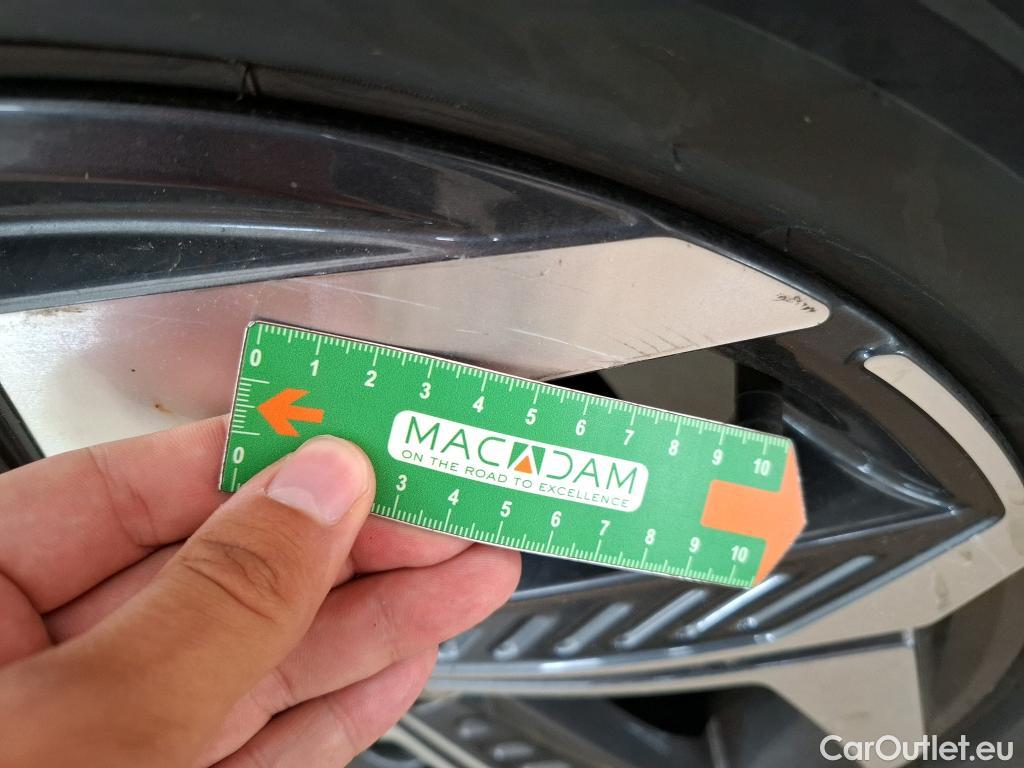 0 1 2 3 4 5 6 7 8 9 10
MACADAM
ON THE ROAD TO EXCELLENCE
0 3 4 5 6 7 8 9 10
CarOutlet.eu